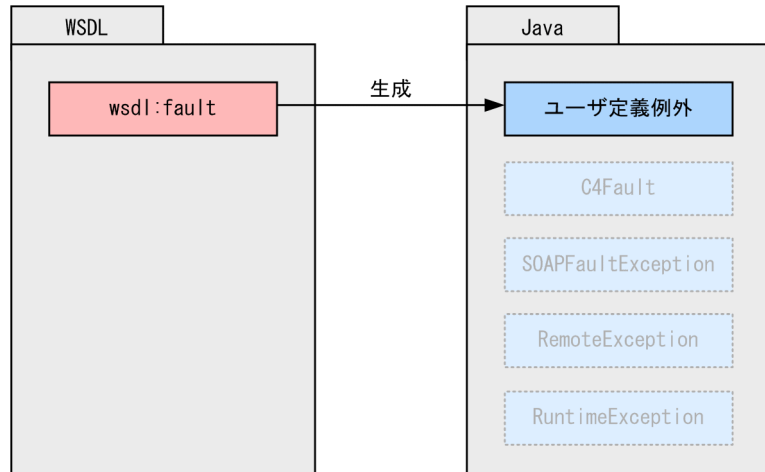 WSDL
Java
wsdl:fault
生成
ユーザ定義例外
C4Fault
SOAPFaultException
RemoteException
RuntimeException